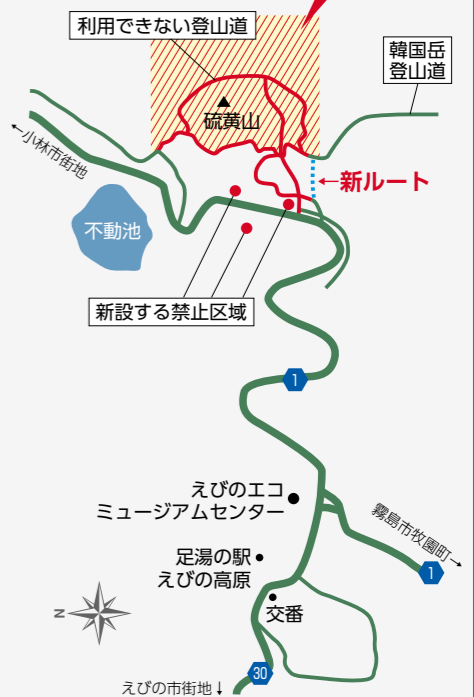 利用できない登山道
韓国岳
登山道
硫黄山
←小林市街地
←新ルート
不動池
新設する禁止区域
1
えびのエコ
ミュージアムセンター
霧島市牧園町→
足湯の駅
えびの高原
1
交番
N
30
えびの市街地↓